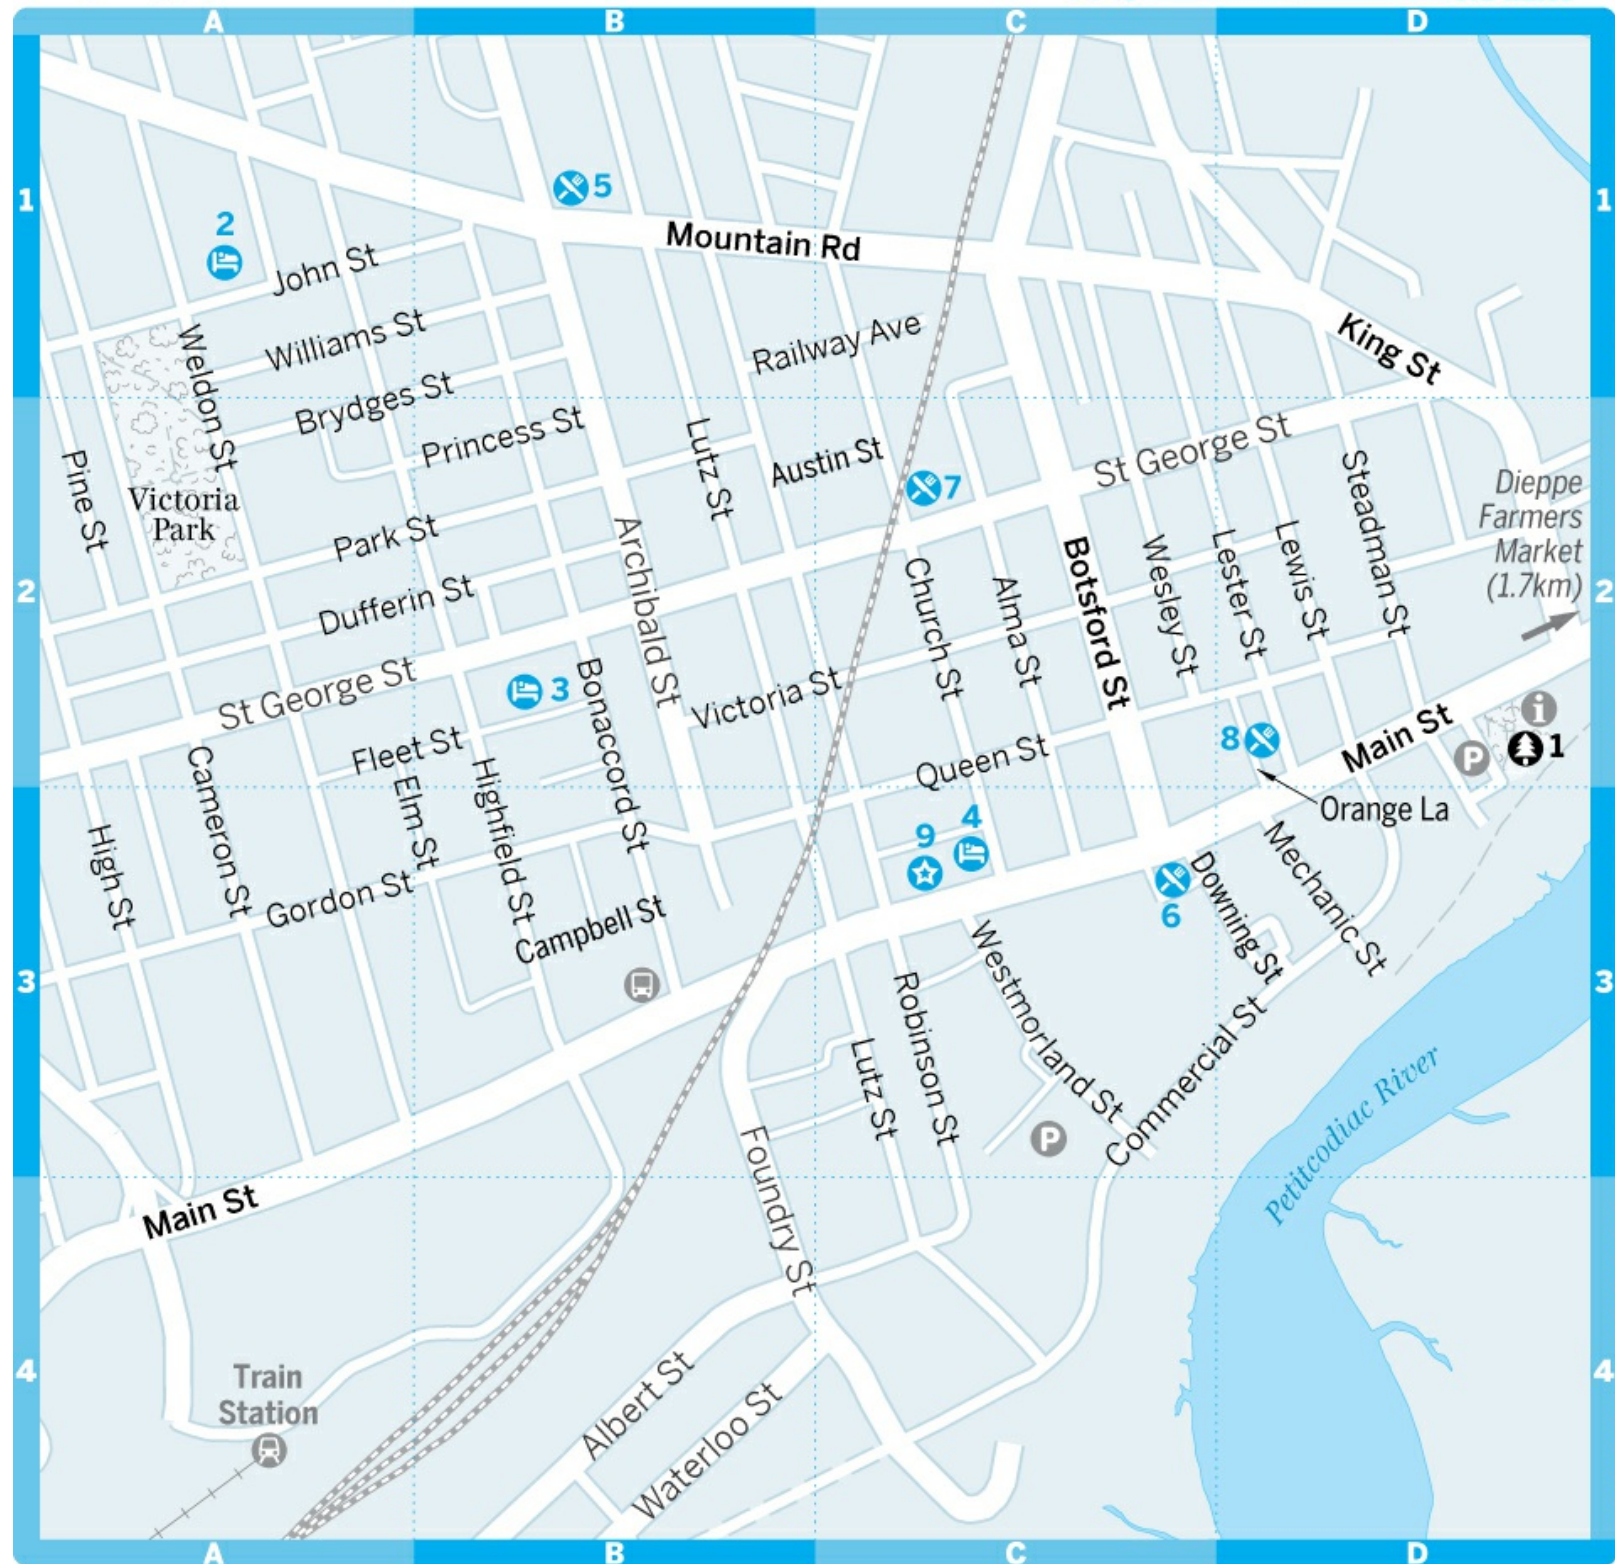 A
B
C
D
1
1
5
2
Mountain Rd
John St
Williams St
Weldon St
Railway Ave
King St
Brydges St
Princess St
Lutz St
Austin St
7
St George St
Pine St
Victoria
Park
Steadman St
Dieppe
Farmers
Market
(1.7km)
Park St
Archibald St
Botsford St
Wesley St
Lester St
Lewis St
2
2
Dufferin St
Church St
Alma St
St George St
3
Bonaccord St
Victoria St
Main St
i
Fleet St
Cameron St
Elm St
Highfield St
Queen St
8
P
1
Orange La
High St
9
4
Gordon St
Campbell St
6
Downing St
Mechanic St
3
3
Westmorland St
Robinson St
Lutz St
Commercial St
P
Petitcodiac River
Foundry St
Main St
4
4
Train
Station
Albert St
Waterloo St
A
B
C
D